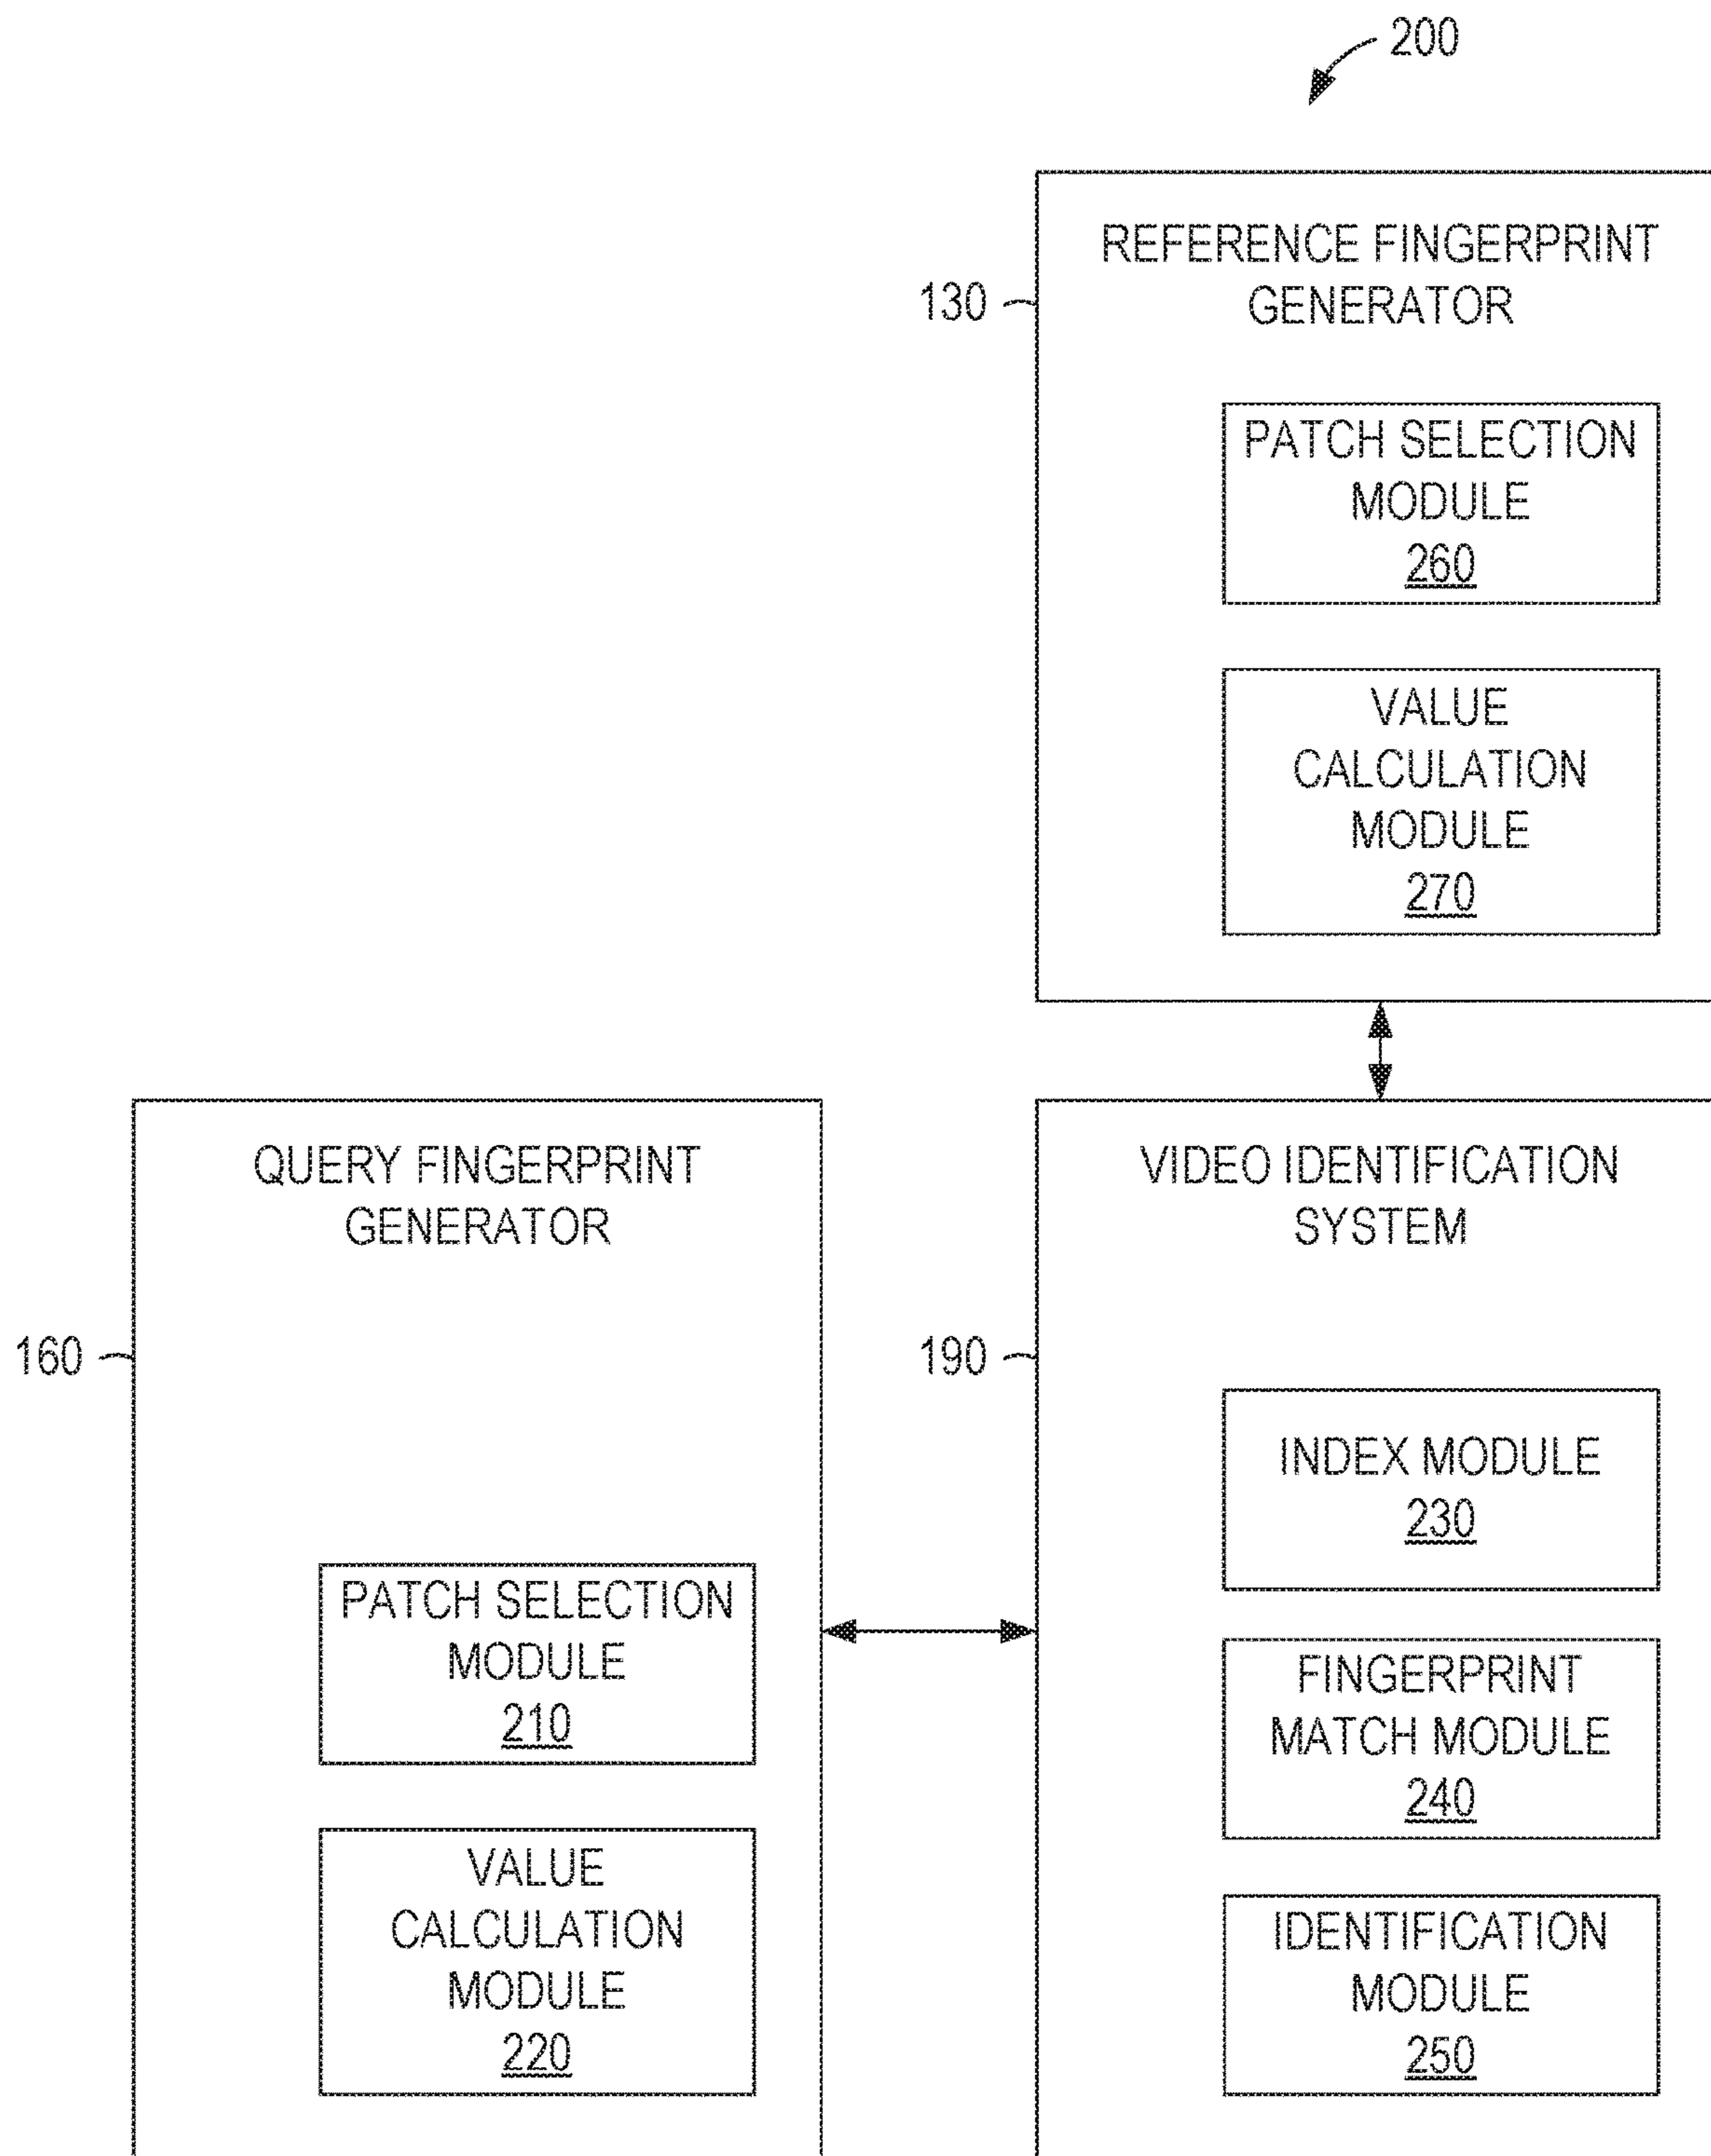 200
REFERENCE FINGERPRINT
GENERATOR
130
PATCH SELECTION
MODULE
260
VALUE
CALCULATION
MODULE
270
QUERY FINGERPRINT
GENERATOR
160
PATCH SELECTION
MODULE
210
VALUE
CALCULATION
MODULE
220
VIDEO IDENTIFICATION
SYSTEM
190
INDEX MODULE
230
FINGERPRINT
MATCH MODULE
240
IDENTIFICATION
MODULE
250